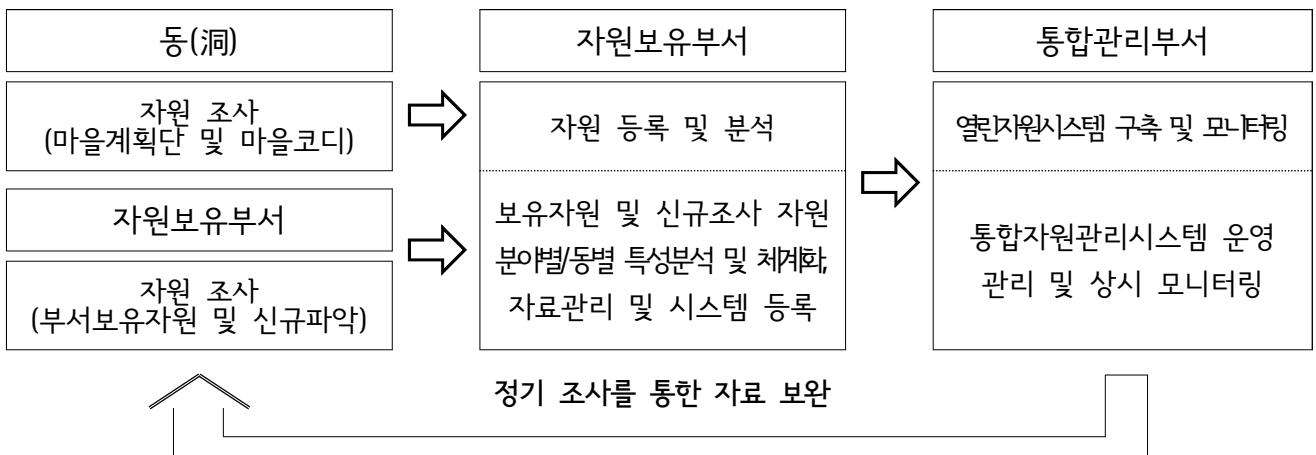 동(洞)
자원 조사
(마을계획단 및 마을코디)
자원보유부서
자원 조사
(부서보유자원 및 신규파악)
자원보유부서
자원 등록 및 분석
보유자원 및 신규조사 자원
분야별/동별 특성분석 및 체계화,
자료관리 및 시스템 등록
통합관리부서
열린자원시스템 구축 및 모니터링
통합자원관리시스템 운영
관리 및 상시 모니터링
정기 조사를 통한 자료 보완